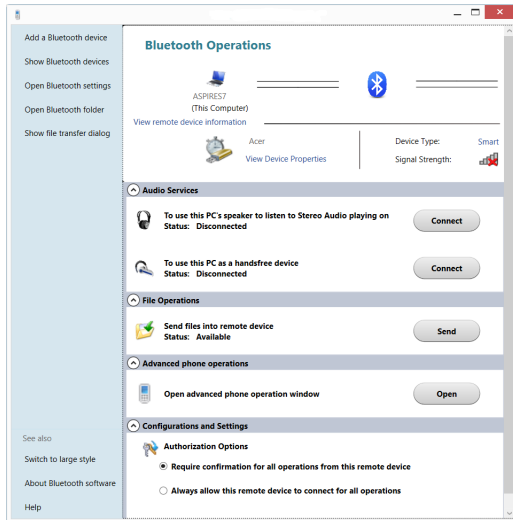 Add a Bluetooth device
Show Bluetooth devices
Open Bluetooth settings
Open Bluetooth folder
Show file transfer dialog
See also
Switch to large style
About Bluetooth software
Help
Bluetooth Operations
ASPIRES7
(This Computer)
View remote device information
Acer
View Device Properties
Device Type: Smart
Signal Strength:
Audio Services
To use this PC's speaker to listen to Stereo Audio playing on
Status: Disconnected
Connect
To use this PC as a handsfree device
Status: Disconnected
Connect
File Operations
Send files into remote device
Status: Available
Send
Advanced phone operations
Open advanced phone operation window
Open
Configurations and Settings
Authorization Options
Require confirmation for all operations from this remote device
Always allow this remote device to connect for all operations